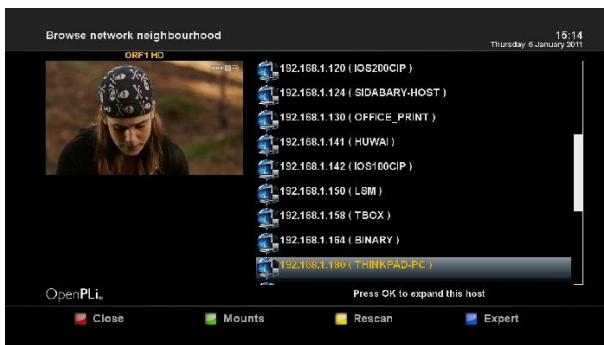 Browse network neighbourhood
15:14
Thursday 6 January 2011
ORF1 HD
192.168.1.120 ( IOS200CIP )
192.168.1.124 ( SIDABARY-HOST )
192.168.1.130 ( OFFICE_PRINT )
192.168.1.141 ( HUWAI )
192.168.1.142 ( IOS100CIP )
192.168.1.150 ( LSM )
192.168.1.158 ( TBOX )
192.168.1.164 ( BINARY )
192.168.1.180 ( THINKPAD-PC )
OpenPLi.
Press OK to expand this host
Close
Mounts
Rescan
Expert